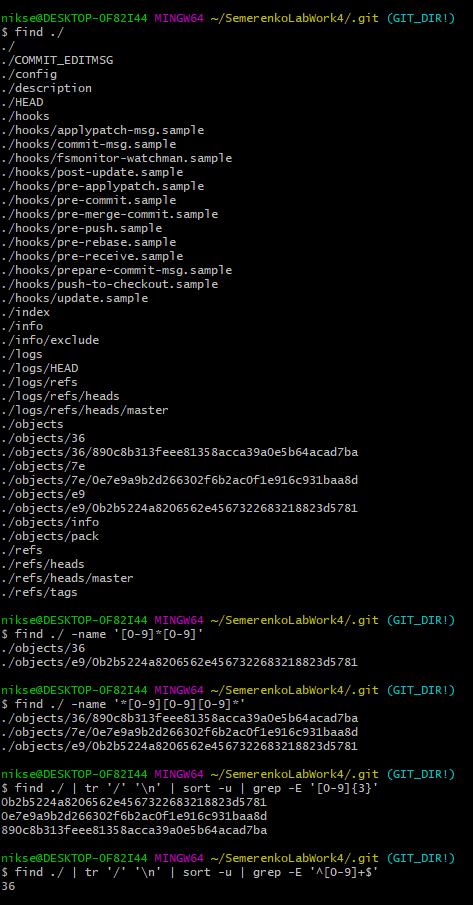 nikse@DESKTOP-OF82I44 MINGW64 ~/SemerenkoLabWork4/.git (GIT_DIR!)
$ find ./
./
./COMMIT_EDITMSG
./config
./description
./HEAD
./hooks
./hooks/applypatch-msg.sample
./hooks/commit-msg.sample
./hooks/fsmonitor-watchman.sample
./hooks/post-update.sample
./hooks/pre-applypatch.sample
./hooks/pre-commit.sample
./hooks/pre-merge-commit.sample
./hooks/pre-push.sample
./hooks/pre-rebase.sample
./hooks/pre-receive.sample
./hooks/prepare-commit-msg.sample
./hooks/push-to-checkout.sample
./hooks/update.sample
./index
./info
./info/exclude
./logs
./logs/HEAD
./logs/refs
./logs/refs/heads
./logs/refs/heads/master
./objects
./objects/36
./objects/36/890c8b313feee81358acca39a0e5b64acad7ba
./objects/7e
./objects/7e/0e7e9a9b2d266302f6b2ac0f1e916c931baa8d
./objects/e9
./objects/e9/0b2b5224a8206562e4567322683218823d5781
./objects/info
./objects/pack
./refs
./refs/heads
./refs/heads/master
./refs/tags
nikse@DESKTOP-OF82I44 MINGW64 ~/SemerenkoLabWork4/.git (GIT_DIR!)
$ find ./ -name '[0-9]*[0-9]'
./objects/36
./objects/e9/0b2b5224a8206562e4567322683218823d5781
nikse@DESKTOP-OF82I44 MINGW64 ~/SemerenkoLabWork4/.git (GIT_DIR!)
$ find ./ -name '*[0-9][0-9][0-9]*'
./objects/36/890c8b313feee81358acca39a0e5b64acad7ba
./objects/7e/0e7e9a9b2d266302f6b2ac0f1e916c931baa8d
./objects/e9/0b2b5224a8206562e4567322683218823d5781
nikse@DESKTOP-OF82I44 MINGW64 ~/SemerenkoLabWork4/.git (GIT_DIR!)
$ find ./ | tr '/' '\n' | sort -u | grep -E '[0-9]{3}'
0b2b5224a8206562e4567322683218823d5781
0e7e9a9b2d266302f6b2ac0f1e916c931baa8d
890c8b313feee81358acca39a0e5b64acad7ba
nikse@DESKTOP-OF82I44 MINGW64 ~/SemerenkoLabWork4/.git (GIT_DIR!)
$ find ./ | tr '/' '\n' | sort -u | grep -E '^[0-9]+$'
36